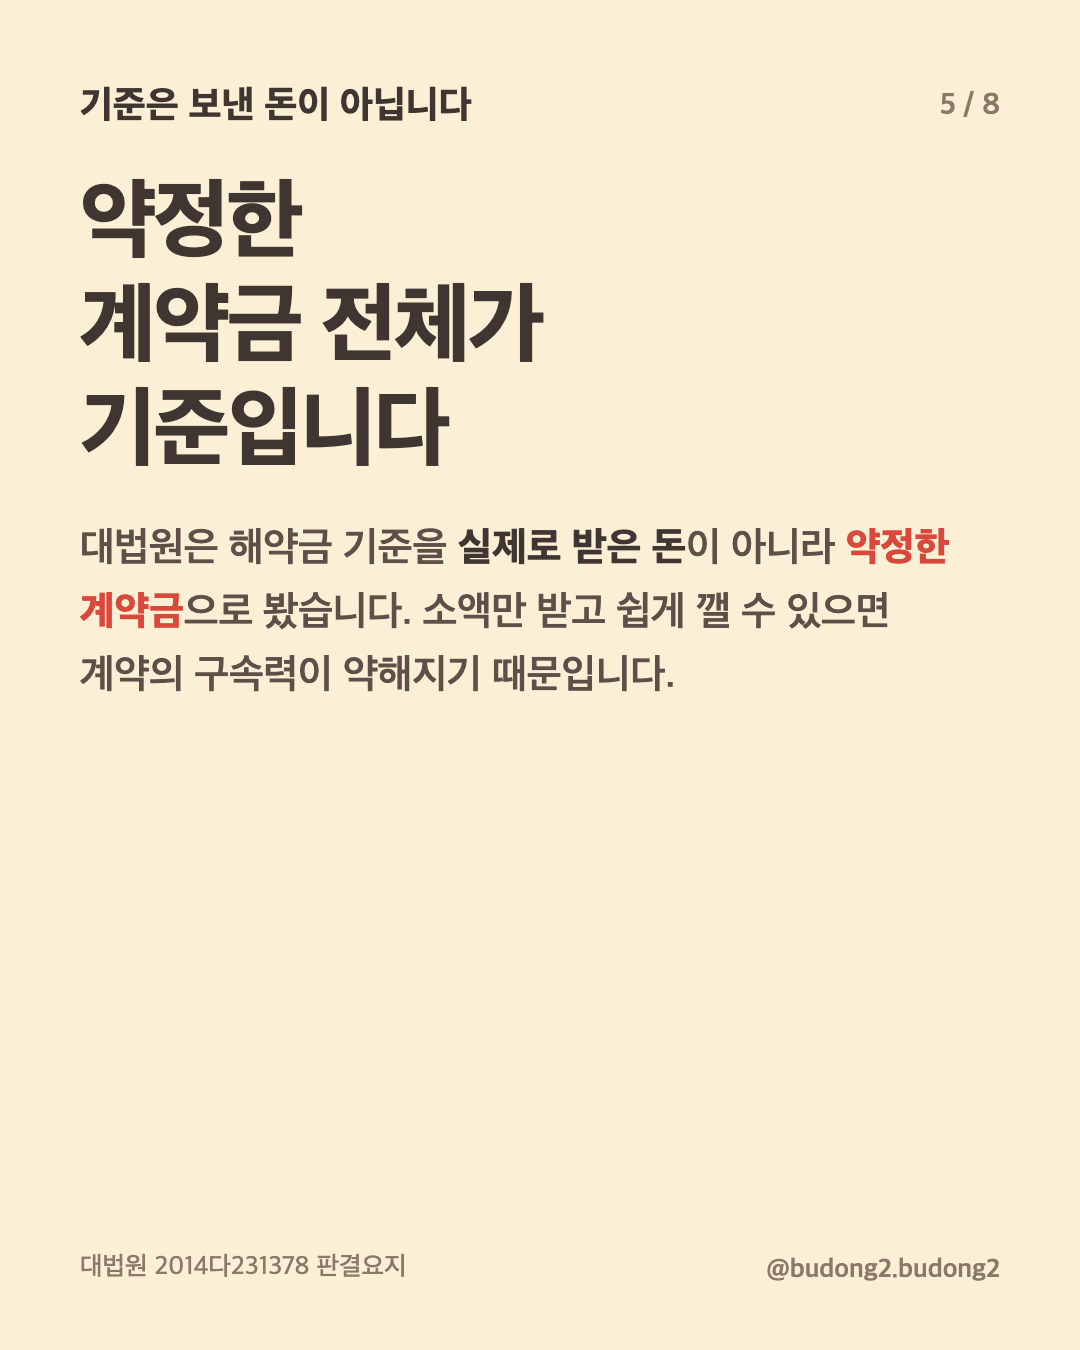 기준은 보낸 돈이 아닙니다
5 / 8
약정한
계약금 전체가
기준입니다
대법원은 해약금 기준을 실제로 받은 돈이 아니라 약정한
계약금으로 봤습니다. 소액만 받고 쉽게 깰 수 있으면
계약의 구속력이 약해지기 때문입니다.
대법원 2014다231378 판결요지
@budong2.budong2